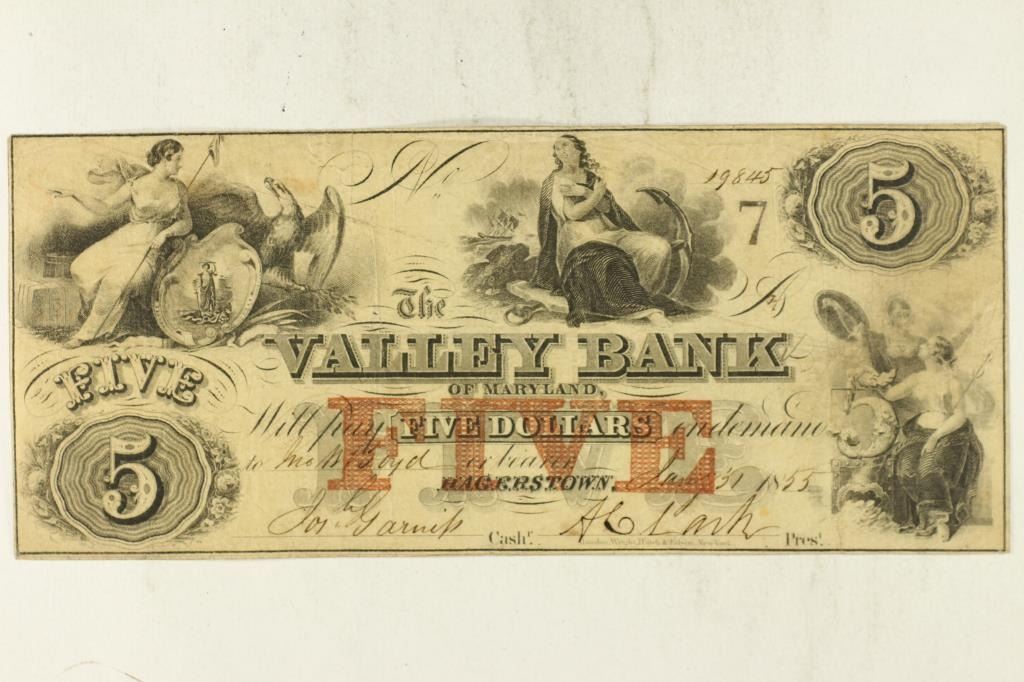 No. 19845
7 5
The A
VALLEY BANK
FIVE OF MARYLAND,
Will pay FIVE DOLLARS on demand
FIVE
5 to or bearer
HAGERSTOWN. 31 1855
Cash.r Pres.t